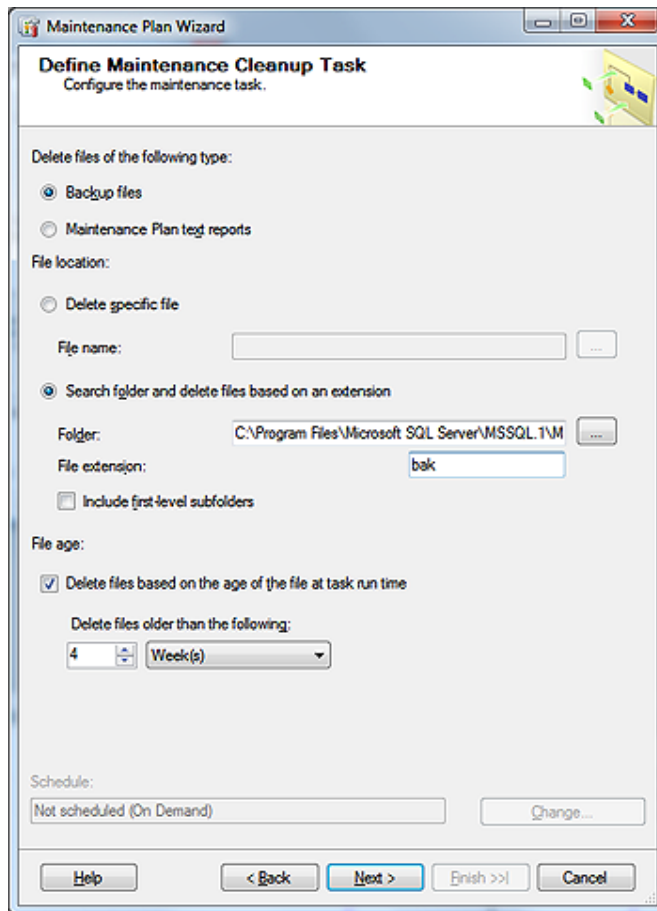 Maintenance Plan Wizard
Define Maintenance Cleanup Task
Configure the maintenance task.
Delete files of the following type:
Backup files
Maintenance Plan text reports
File location:
Delete specific file
File name:
...
Search folder and delete files based on an extension
Folder:
C:\Program Files\Microsoft SQL Server\MSSQL.1\M
...
File extension:
bak
Include first-level subfolders
File age:
Delete files based on the age of the file at task run time
Delete files older than the following:
4 Week(s)
Schedule:
Not scheduled (On Demand)
Change...
Help < Back Next > Finish >>| Cancel